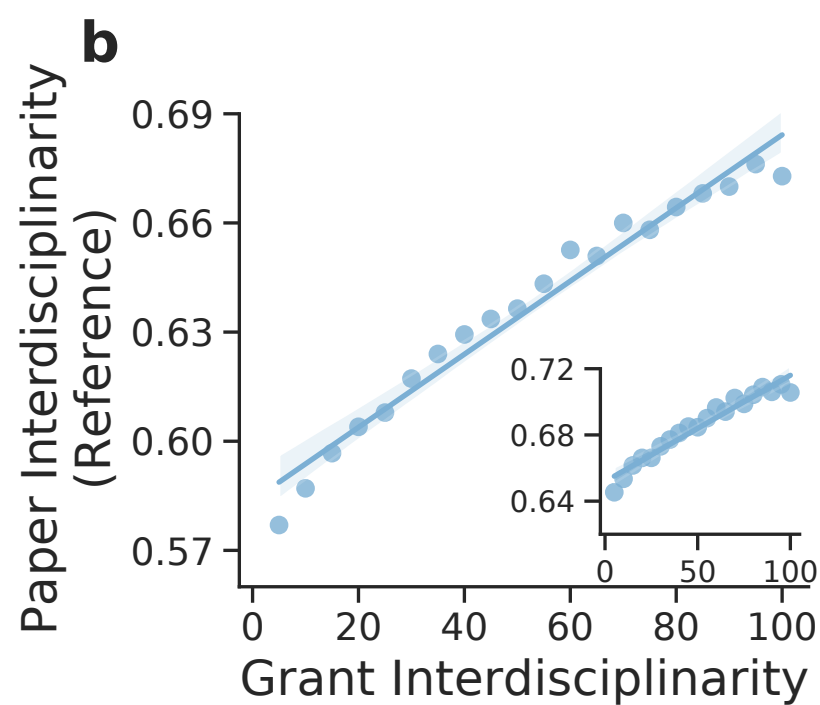 b
Paper Interdisciplinarity
(Reference)
0.69
0.66
0.63
0.60
0.57
0 20 40 60 80 100
Grant Interdisciplinarity
0.72
0.68
0.64
0 50 100